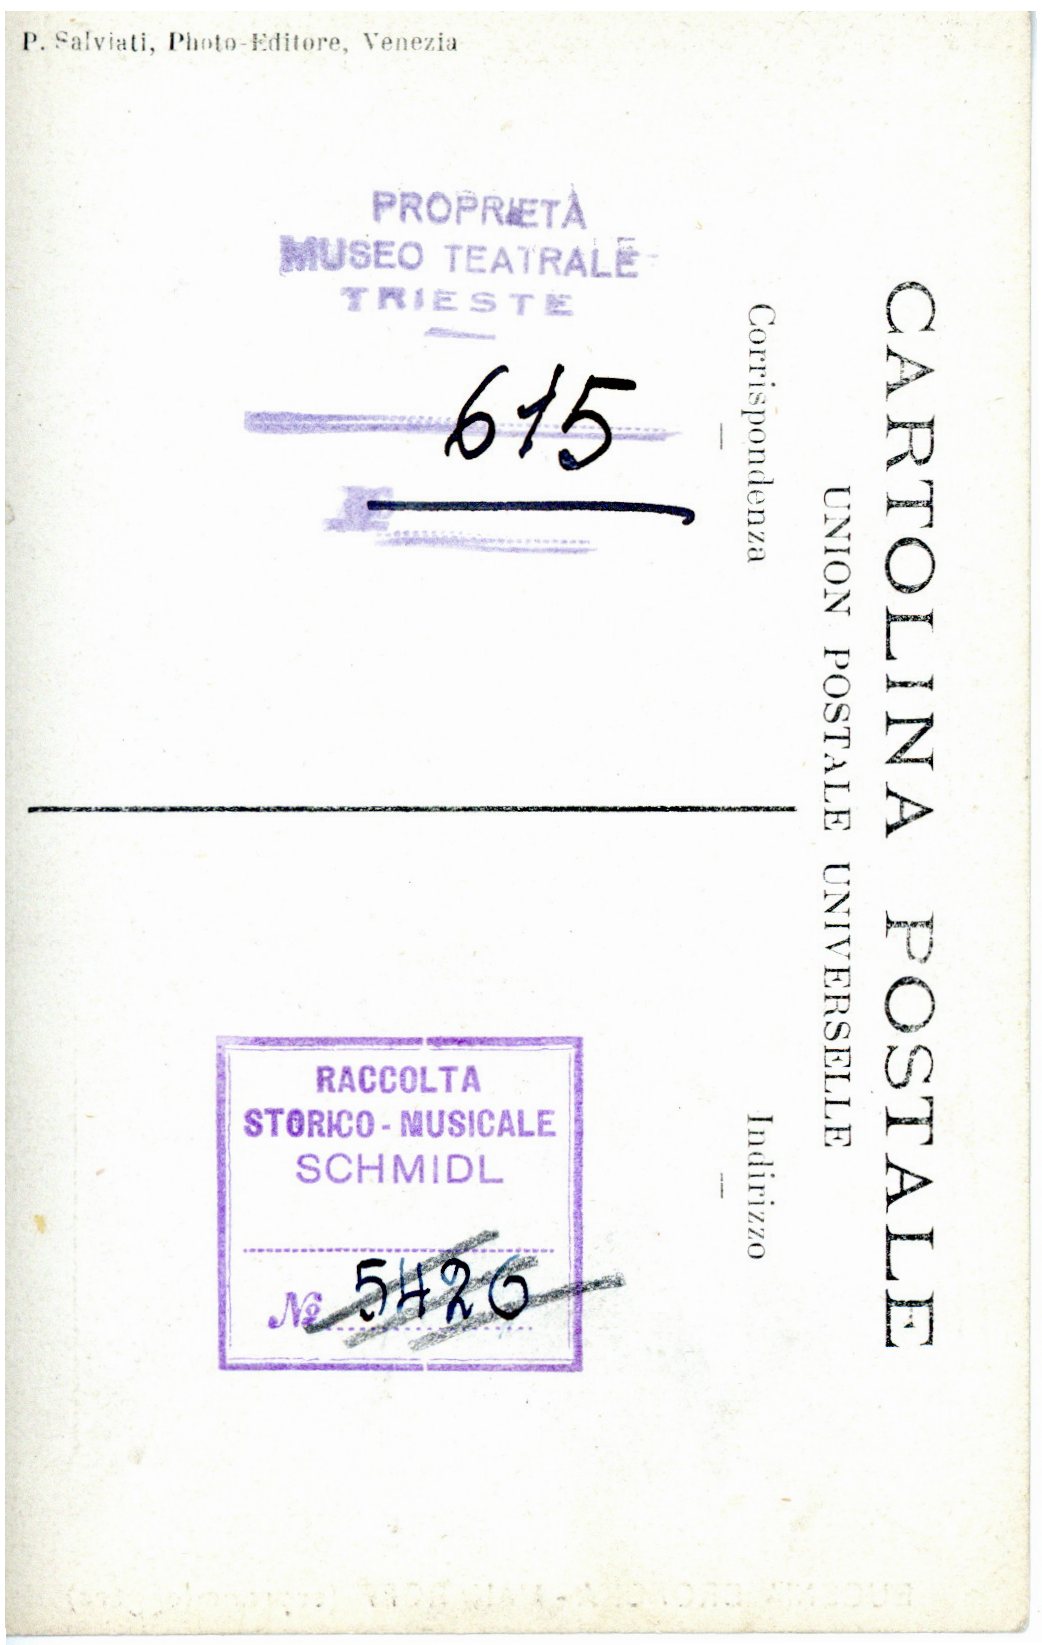 P. Salviati, Photo-Editore, Venezia
PROPRIETÀ
MUSEO TEATRALE
TRIESTE
615
CARTOLINA POSTALE
UNION POSTALE UNIVERSELLE
Corrispondenza
Indirizzo
RACCOLTA
STORICO - MUSICALE
SCHMIDL
№ 5426